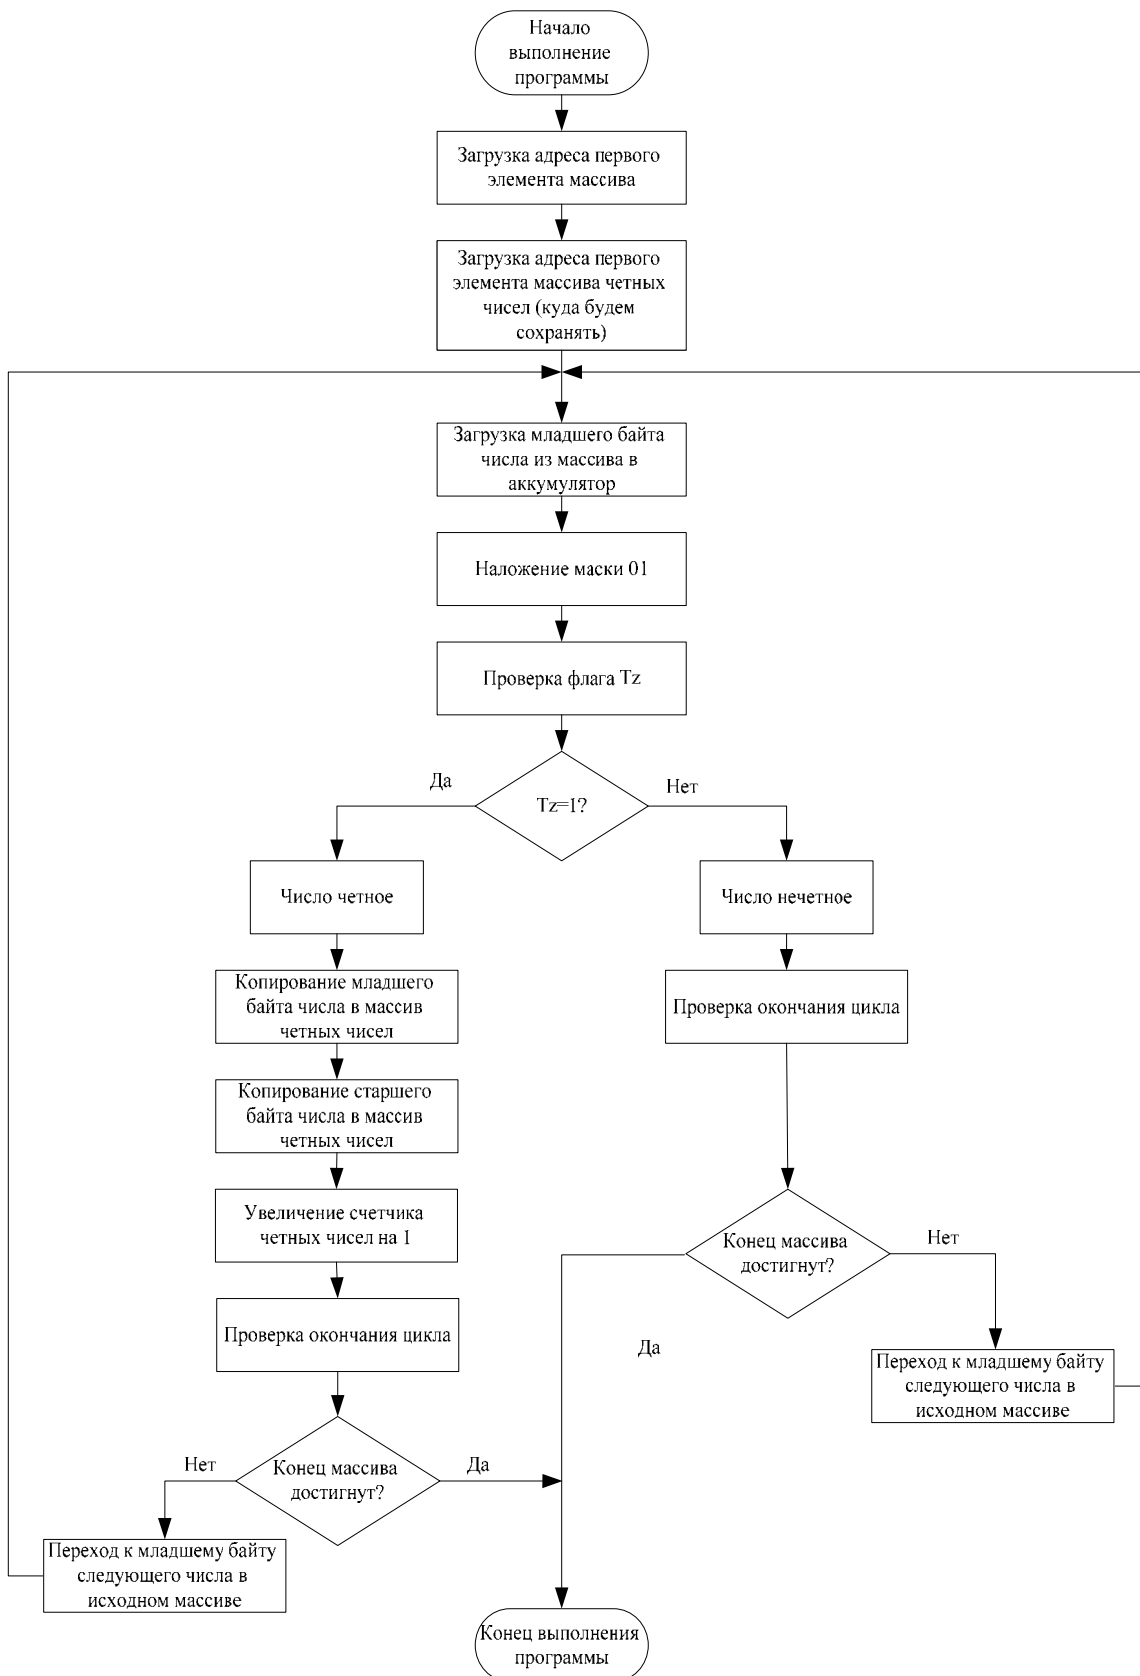 Начало
выполнение
программы
Загрузка адреса первого
элемента массива
Загрузка адреса первого
элемента массива четных
чисел (куда будем
сохранять)
Загрузка младшего байта
числа из массива в
аккумулятор
Наложение маски 01
Проверка флага Tz
Да
Tz=1?
Нет
Число четное
Число нечетное
Копирование младшего
байта числа в массив
четных чисел
Проверка окончания цикла
Копирование старшего
байта числа в массив
четных чисел
Увеличение счетчика
четных чисел на 1
Конец массива
достигнут?
Нет
Проверка окончания цикла
Да
Переход к младшему байту
следующего числа в
исходном массиве
Нет
Конец массива
достигнут?
Да
Переход к младшему байту
следующего числа в
исходном массиве
Конец выполнения
программы